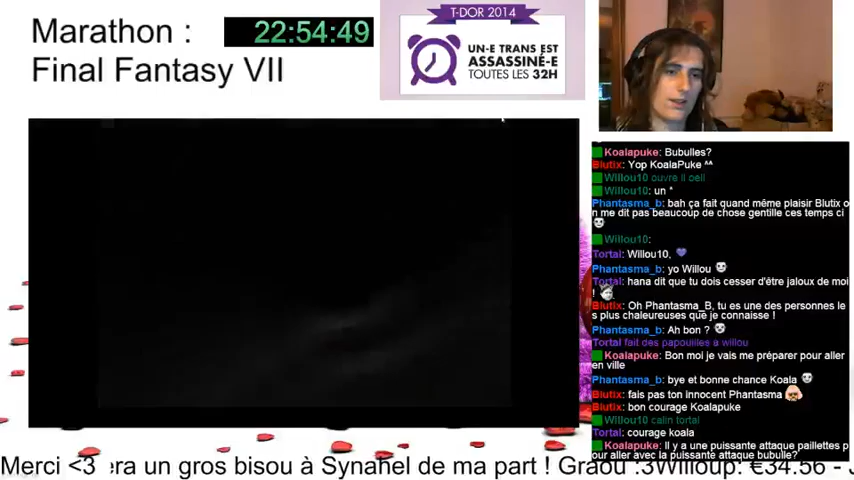 Marathon :
Final Fantasy VII
22:54:49
T-DOR 2014
UN-E TRANS EST
ASSASSINÉ-E
TOUTES LES 32H
Koalapuke: Bubulles?
Blutix: Yop KoalaPuke ^^
Willou10 ouvre il oeil
Willou10: un *
Phantasma_b: bah ça fait quand même plaisir Blutix o
n me dit pas beaucoup de chose gentille ces temps ci
Willou10:
Tortal: Willou10,
Phantasma_b: yo Willou
Tortal: hana dit que tu dois cesser d'être jaloux de moi
!
Blutix: Oh Phantasma_B, tu es une des personnes le
s plus chaleureuses que je connaisse !
Phantasma_b: Ah bon ?
Tortal fait des papouilles à willou
Koalapuke: Bon moi je vais me préparer pour aller
en ville
Phantasma_b: bye et bonne chance Koala
Blutix: fais pas ton innocent Phantasma
Blutix: bon courage Koalapuke
Willou10 calin tortal
Tortal: courage koala
Koalapuke: Il y a une puissante attaque paillettes p
our aller avec la puissante attaque bubulle?
Merci <3 era un gros bisou à Synahel de ma part ! Graou :3Willoup: €34.56 -